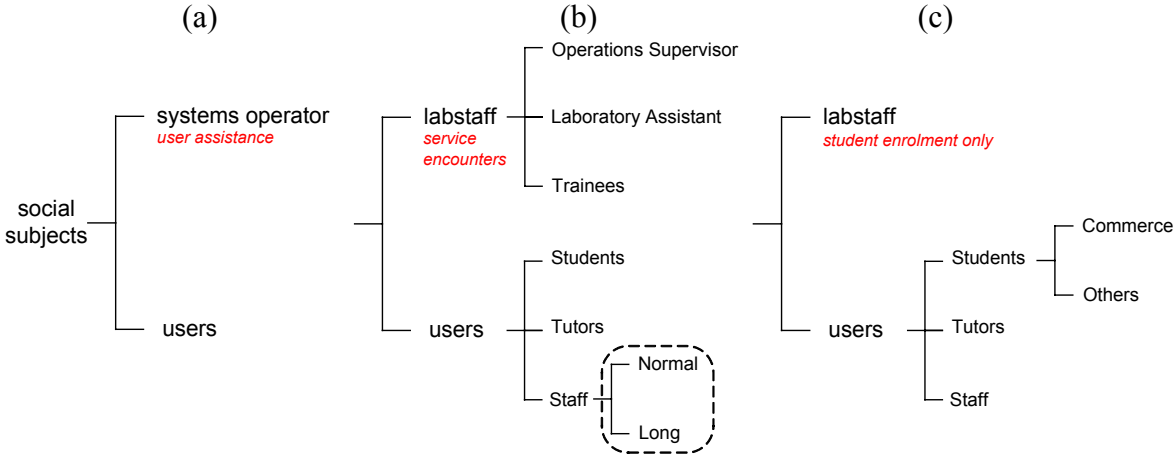 (a)
(b)
(c)
social
subjects
systems operator
user assistance
users
labstaff
service
encounters
Operations Supervisor
Laboratory Assistant
Trainees
users
Students
Tutors
Staff
Normal
Long
labstaff
student enrolment only
users
Students
Commerce
Others
Tutors
Staff